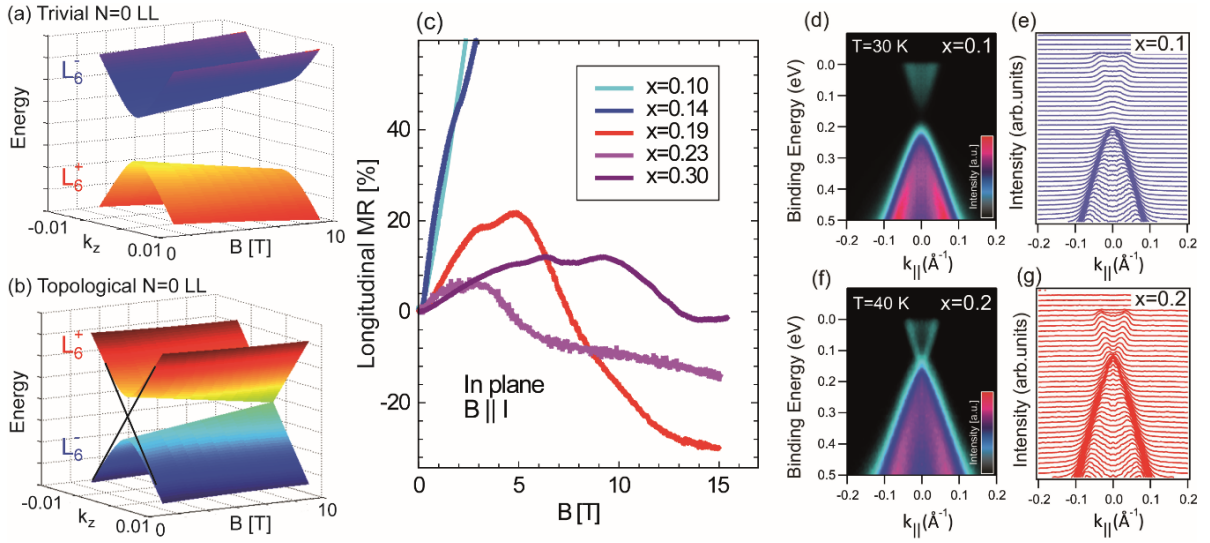 (a) Trivial N=0 LL
L6-
L6+
Energy
-0.01
kz
0.01
0
B [T]
10
(b) Topological N=0 LL
L6+
L6-
Energy
-0.01
kz
0.01
0
B [T]
10
(c)
x=0.10
x=0.14
x=0.19
x=0.23
x=0.30
Longitudinal MR [%]
40
20
0
-20
In plane
B || I
0
5
10
15
B [T]
(d)
T=30 K
x=0.1
Binding Energy (eV)
0.0
0.1
0.2
0.3
0.4
0.5
Intensity [a.u.]
-0.2
-0.1
0.0
0.1
0.2
k||(Å-1)
(e)
x=0.1
Intensity (arb.units)
-0.2
-0.1
0.0
0.1
0.2
k||(Å-1)
(f)
T=40 K
x=0.2
Binding Energy (eV)
0.0
0.1
0.2
0.3
0.4
0.5
Intensity [a.u.]
-0.2
-0.1
0.0
0.1
0.2
k||(Å-1)
(g)
x=0.2
Intensity (arb.units)
-0.2
-0.1
0.0
0.1
0.2
k||(Å-1)